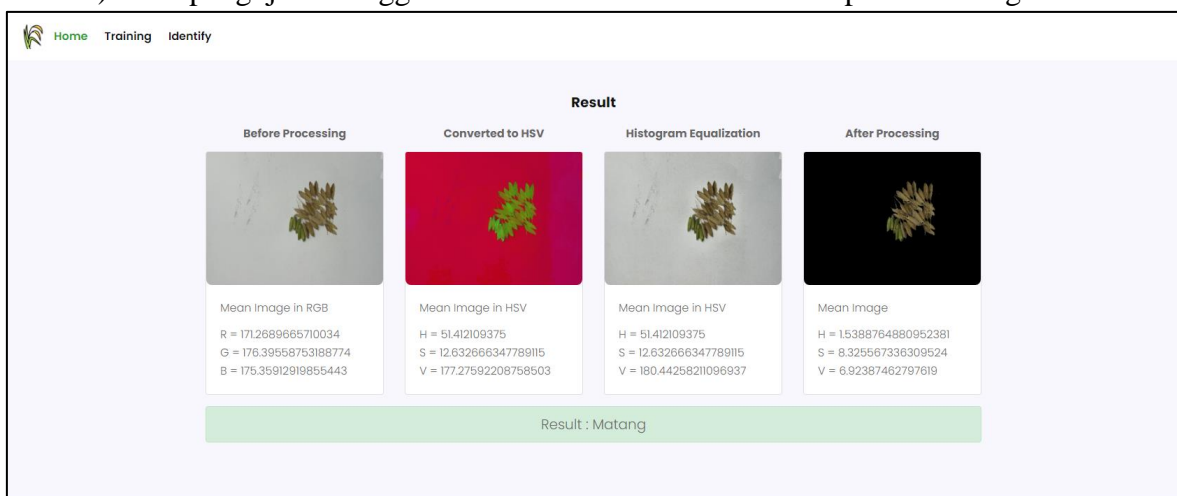 Home Training Identify
Result
Before Processing Converted to HSV Histogram Equalization After Processing
Mean Image in RGB Mean Image in HSV Mean Image in HSV Mean Image
R = 171.2689665710034 H = 51.412109375 H = 51.412109375 H = 1.5388764880952381
G = 176.39558753188774 S = 12.632666347789115 S = 12.632666347789115 S = 8.325567336309524
B = 175.35912919855443 V = 177.27592208758503 V = 180.44258211096937 V = 6.92387462797619
Result : Matang